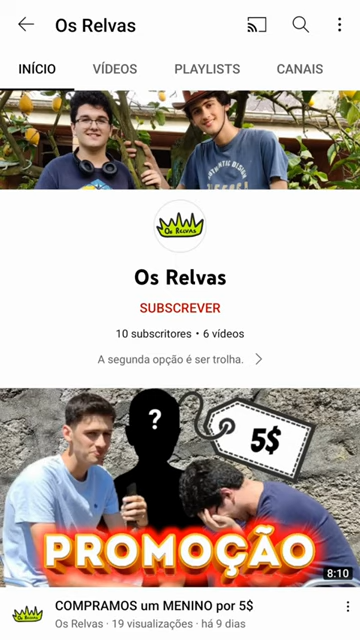 Os Relvas
INÍCIO VÍDEOS PLAYLISTS CANAIS
Os Relvas
Os Relvas
SUBSCREVER
10 subscritores • 6 vídeos
A segunda opção é ser trolha.
?
5$
PROMOÇÃO
8:10
Os Relvas
COMPRAMOS um MENINO por 5$
Os Relvas · 19 visualizações · há 9 dias